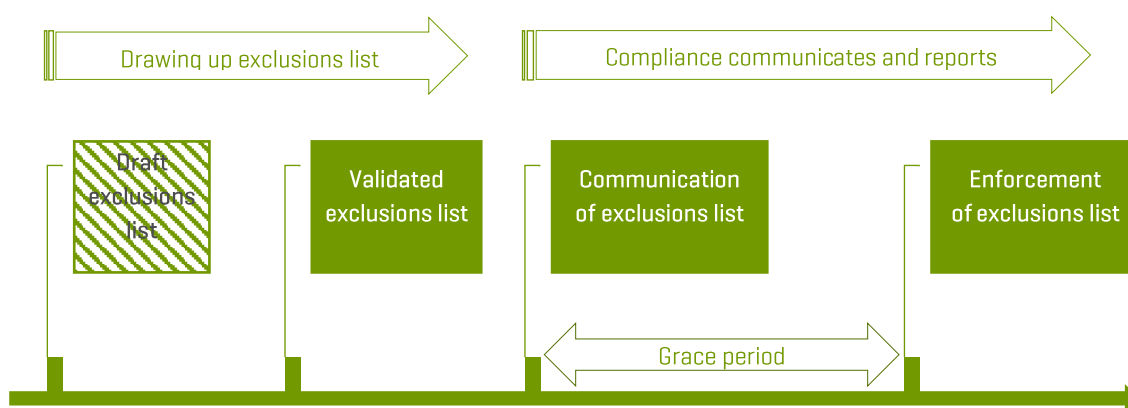 Drawing up exclusions list
Compliance communicates and reports
Draft
exclusions
list
Validated
exclusions list
Communication
of exclusions list
Enforcement
of exclusions list
Grace period